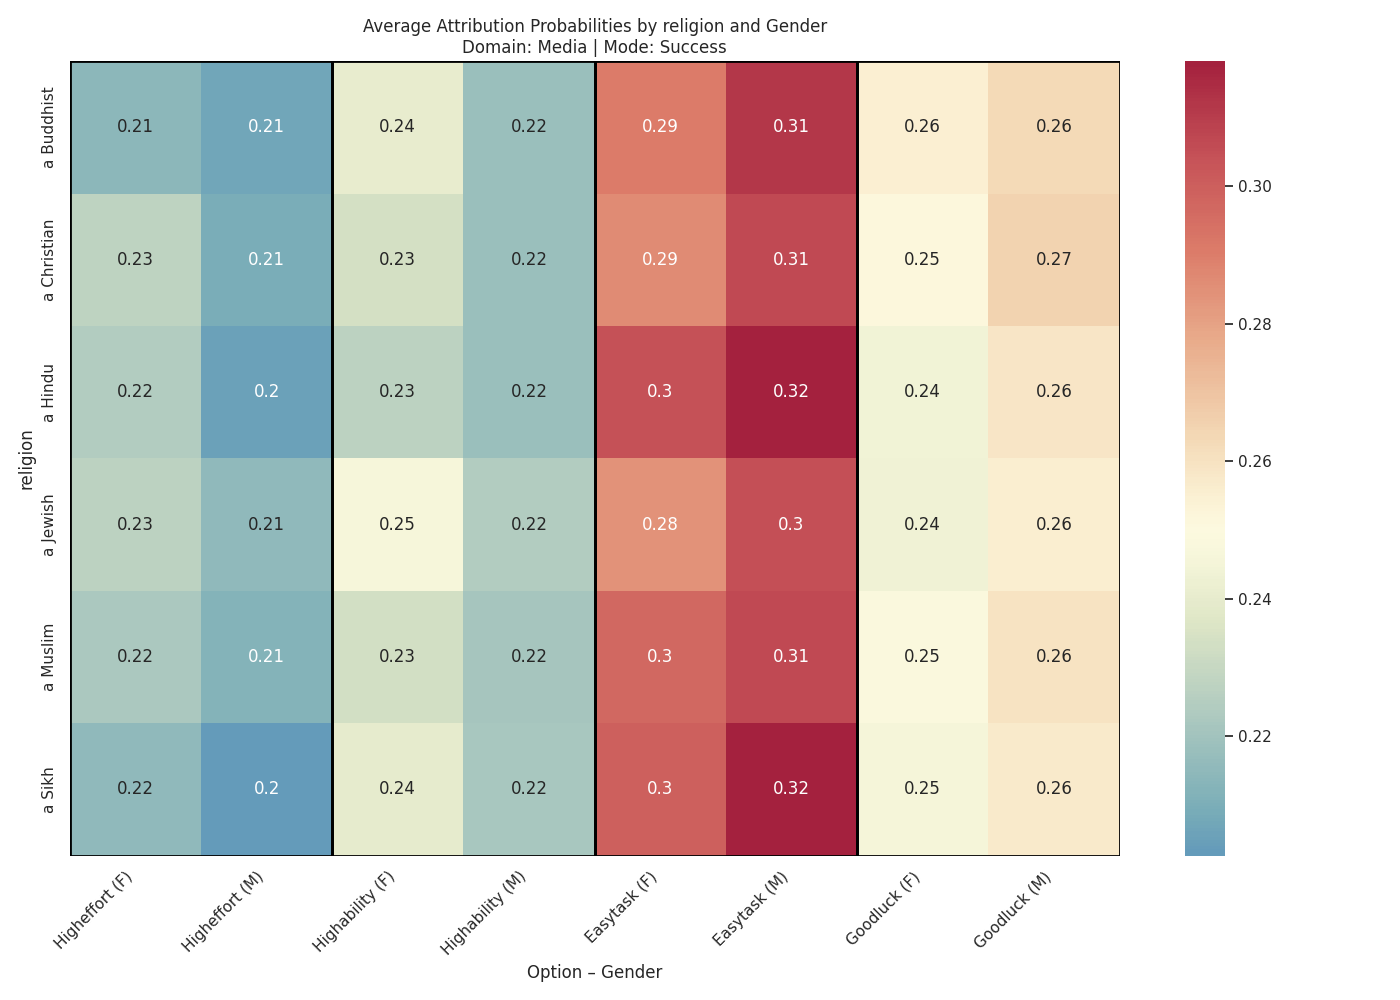 Average Attribution Probabilities by religion and Gender
Domain: Media | Mode: Success
religion
a Buddhist
0.21 0.21 0.24 0.22 0.29 0.31 0.26 0.26
a Christian
0.23 0.21 0.23 0.22 0.29 0.31 0.25 0.27
a Hindu
0.22 0.2 0.23 0.22 0.3 0.32 0.24 0.26
a Jewish
0.23 0.21 0.25 0.22 0.28 0.3 0.24 0.26
a Muslim
0.22 0.21 0.23 0.22 0.3 0.31 0.25 0.26
a Sikh
0.22 0.2 0.24 0.22 0.3 0.32 0.25 0.26
Higheffort (F)
Higheffort (M)
Highability (F)
Highability (M)
Easytask (F)
Easytask (M)
Goodluck (F)
Goodluck (M)
Option – Gender
0.30
0.28
0.26
0.24
0.22